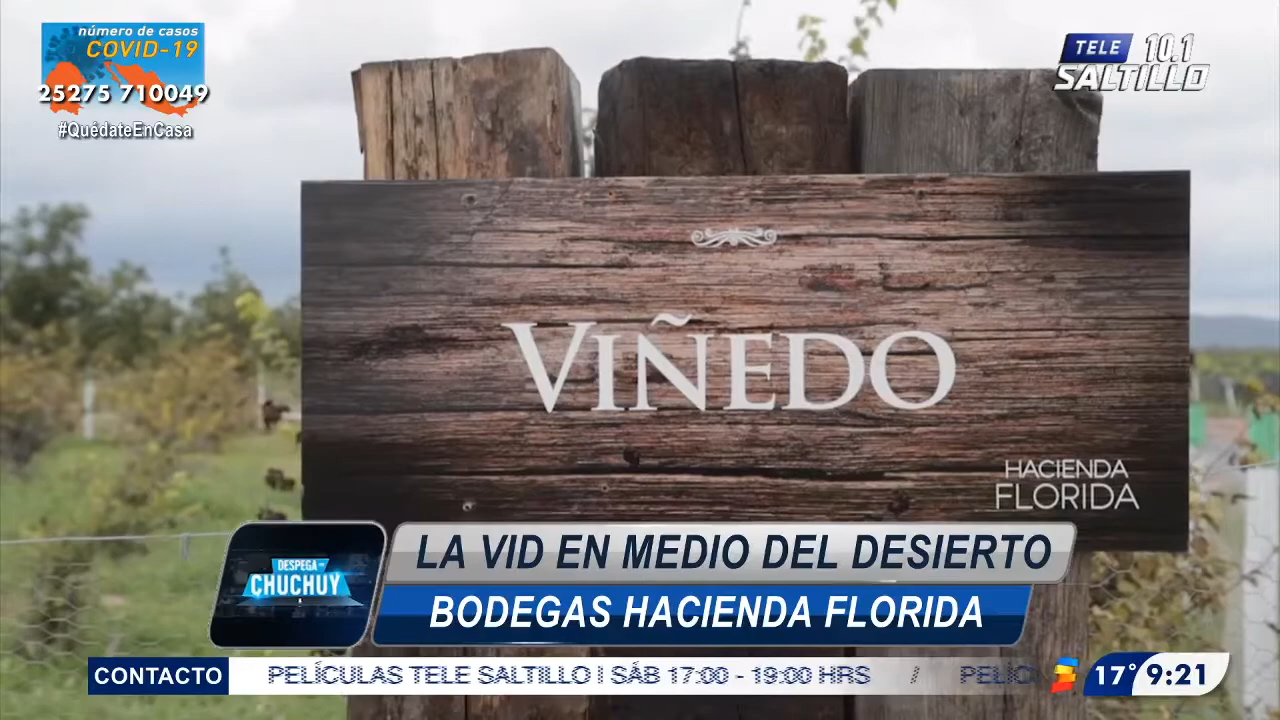 número de casos
COVID-19
25275 710049
#QuédateEnCasa
TELE 10.1
SALTILLO
VIÑEDO
HACIENDA
FLORIDA
DESPEGA
CHUCHUY
LA VID EN MEDIO DEL DESIERTO
BODEGAS HACIENDA FLORIDA
CONTACTO PELÍCULAS TELE SALTILLO | SÁB 17:00 - 19:00 HRS / 17° 9:21